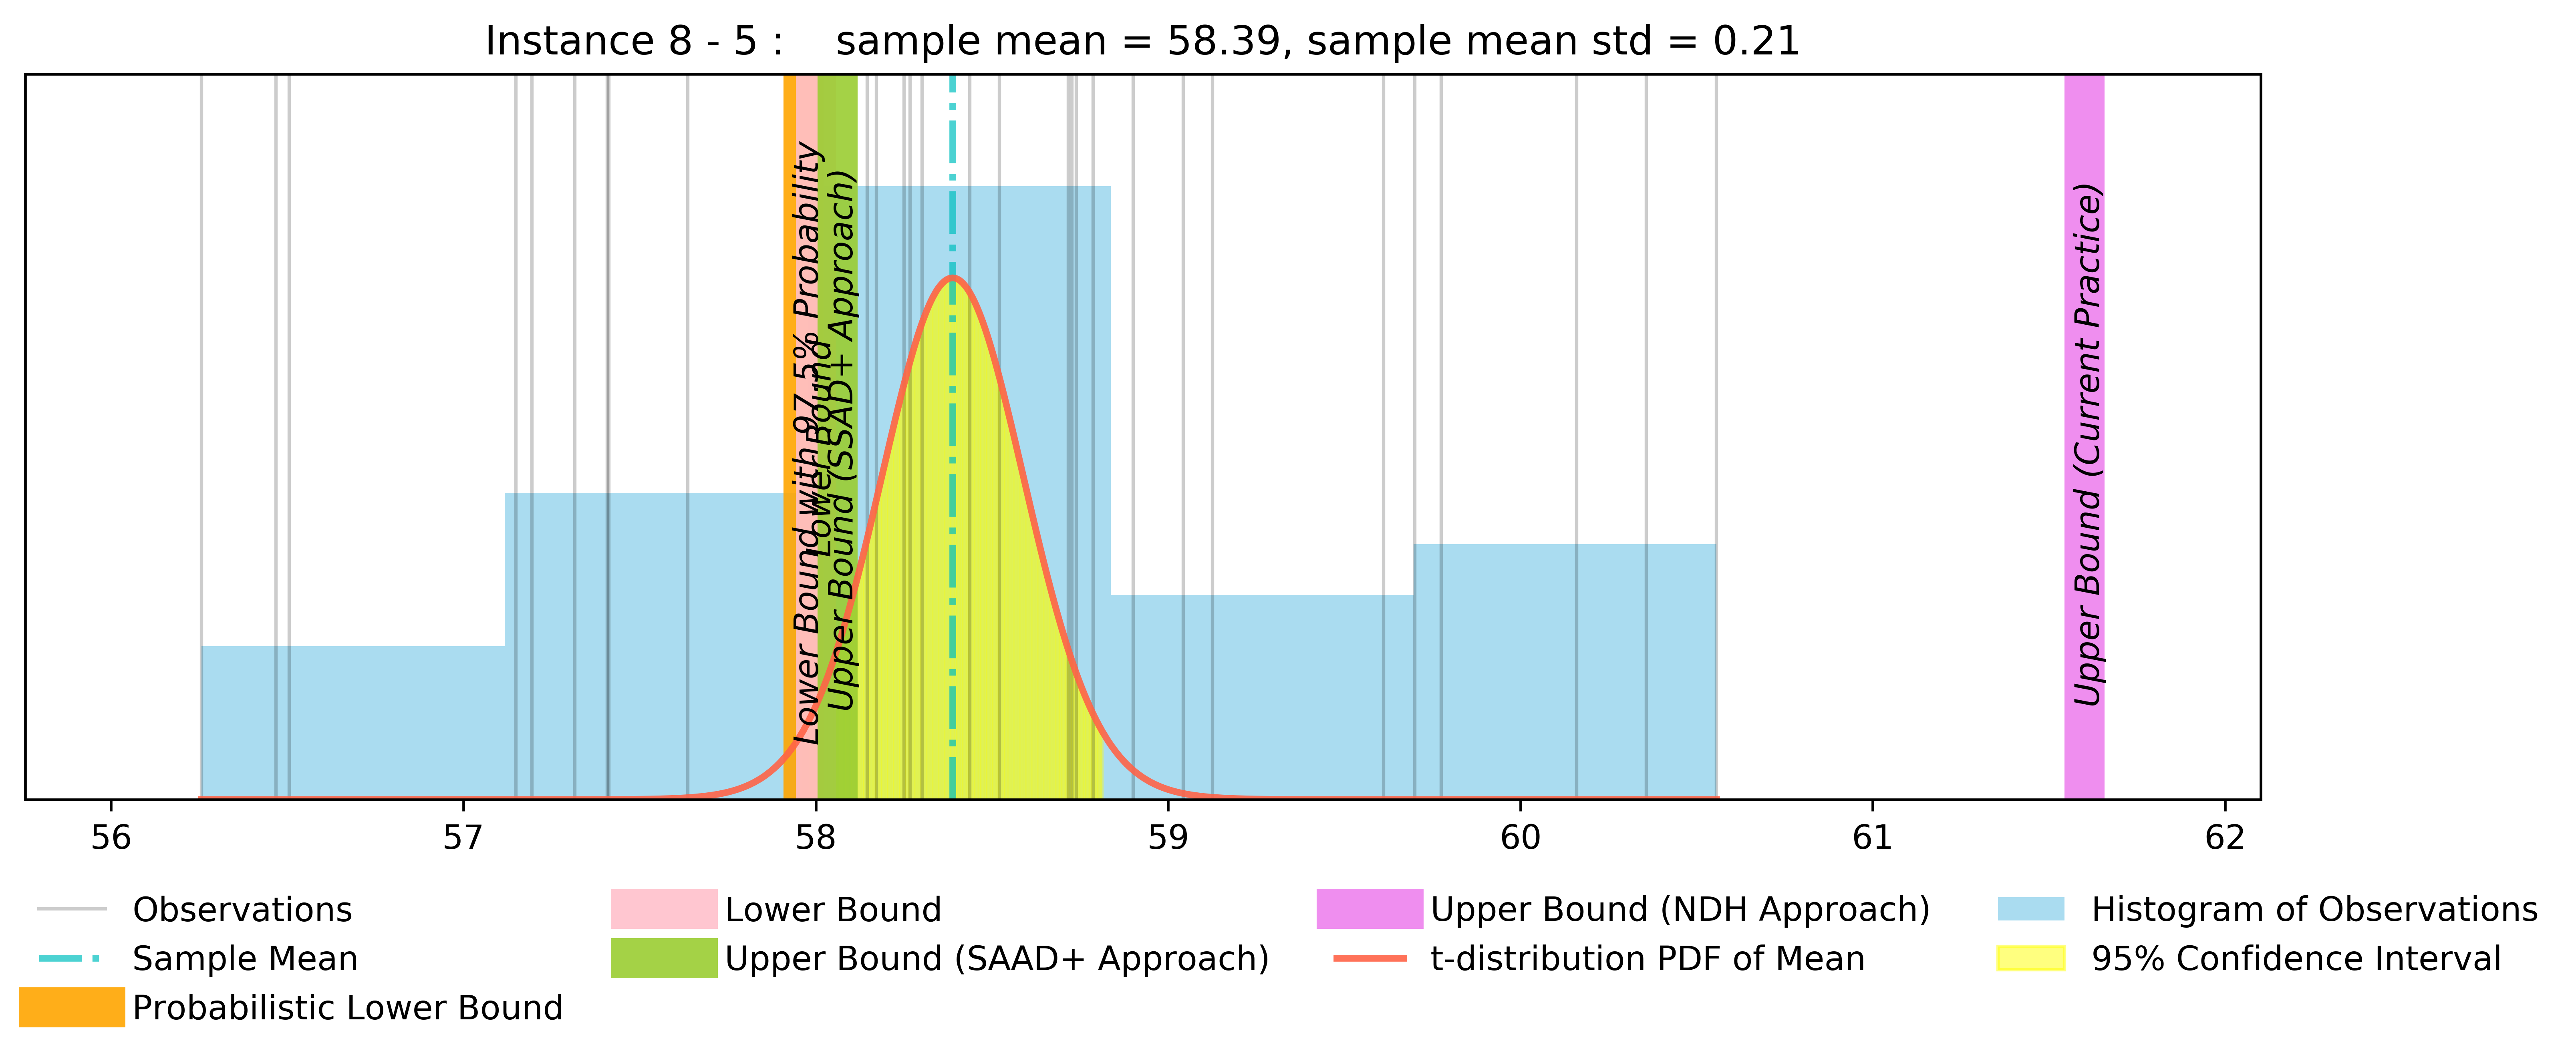 Instance 8 - 5 : sample mean = 58.39, sample mean std = 0.21
Lower Bound with 97.5% Probability
Lower Bound
Upper Bound (SSAD+ Approach)
Upper Bound (Current Practice)
56 57 58 59 60 61 62
Observations
Sample Mean
Probabilistic Lower Bound
Lower Bound
Upper Bound (SAAD+ Approach)
Upper Bound (NDH Approach)
t-distribution PDF of Mean
Histogram of Observations
95% Confidence Interval